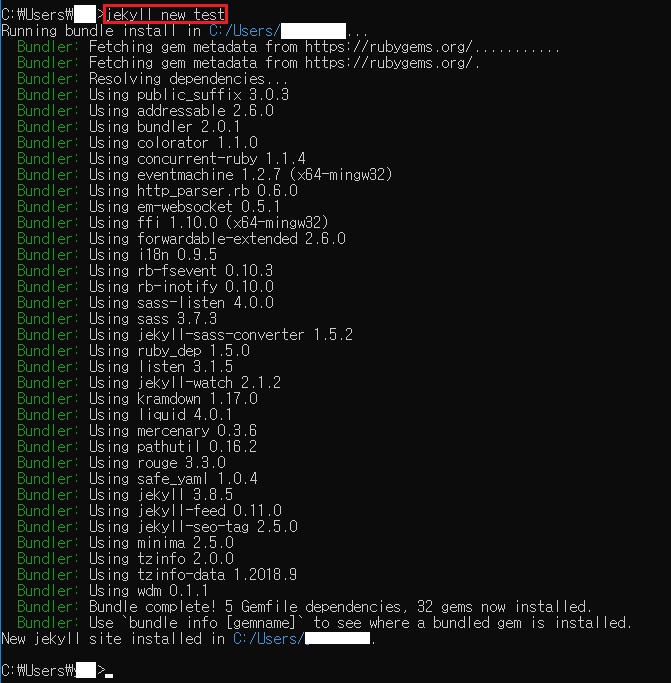 C:₩Users₩>jekyll new test
Running bundle install in C:/Users/...
Bundler: Fetching gem metadata from https://rubygems.org/...........
Bundler: Fetching gem metadata from https://rubygems.org/.
Bundler: Resolving dependencies...
Bundler: Using public_suffix 3.0.3
Bundler: Using addressable 2.6.0
Bundler: Using bundler 2.0.1
Bundler: Using colorator 1.1.0
Bundler: Using concurrent-ruby 1.1.4
Bundler: Using eventmachine 1.2.7 (x64-mingw32)
Bundler: Using http_parser.rb 0.6.0
Bundler: Using em-websocket 0.5.1
Bundler: Using ffi 1.10.0 (x64-mingw32)
Bundler: Using forwardable-extended 2.6.0
Bundler: Using i18n 0.9.5
Bundler: Using rb-fsevent 0.10.3
Bundler: Using rb-inotify 0.10.0
Bundler: Using sass-listen 4.0.0
Bundler: Using sass 3.7.3
Bundler: Using jekyll-sass-converter 1.5.2
Bundler: Using ruby_dep 1.5.0
Bundler: Using listen 3.1.5
Bundler: Using jekyll-watch 2.1.2
Bundler: Using kramdown 1.17.0
Bundler: Using liquid 4.0.1
Bundler: Using mercenary 0.3.6
Bundler: Using pathutil 0.16.2
Bundler: Using rouge 3.3.0
Bundler: Using safe_yaml 1.0.4
Bundler: Using jekyll 3.8.5
Bundler: Using jekyll-feed 0.11.0
Bundler: Using jekyll-seo-tag 2.5.0
Bundler: Using minima 2.5.0
Bundler: Using tzinfo 2.0.0
Bundler: Using tzinfo-data 1.2018.9
Bundler: Using wdm 0.1.1
Bundler: Bundle complete! 5 Gemfile dependencies, 32 gems now installed.
Bundler: Use `bundle info [gemname]` to see where a bundled gem is installed.
New jekyll site installed in C:/Users/.
C:₩Users₩>